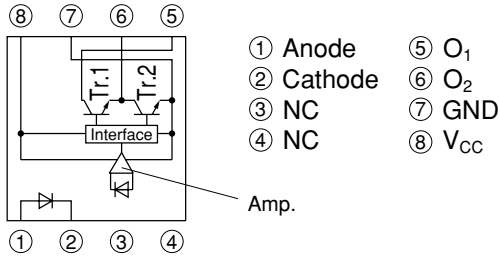 ⑧ ⑦ ⑥ ⑤
Tr.1
Tr.2
Interface
Amp.
① ② ③ ④
① Anode
② Cathode
③ NC
④ NC
⑤ O₁
⑥ O₂
⑦ GND
⑧ V_CC